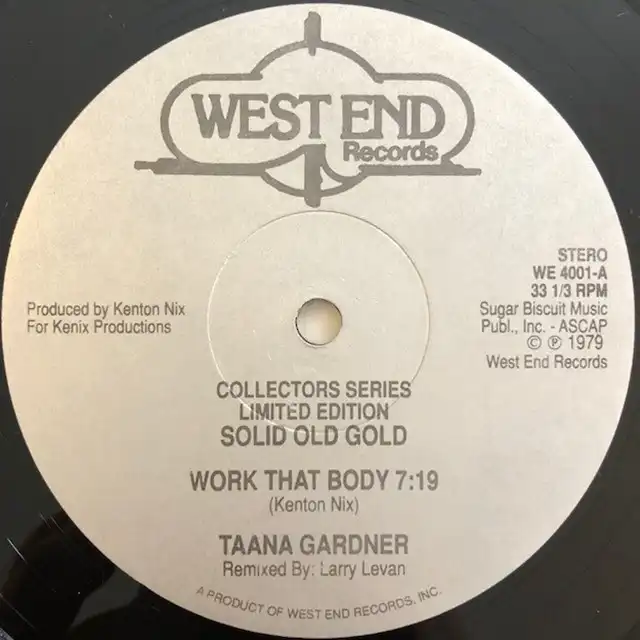 WEST END
Records
Produced by Kenton Nix
For Kenix Productions
STERO
WE 4001-A
33 1/3 RPM
Sugar Biscuit Music
Publ., Inc. - ASCAP
© ℗ 1979
West End Records
COLLECTORS SERIES
LIMITED EDITION
SOLID OLD GOLD
WORK THAT BODY 7:19
(Kenton Nix)
TAANA GARDNER
Remixed By: Larry Levan
A PRODUCT OF WEST END RECORDS, INC.